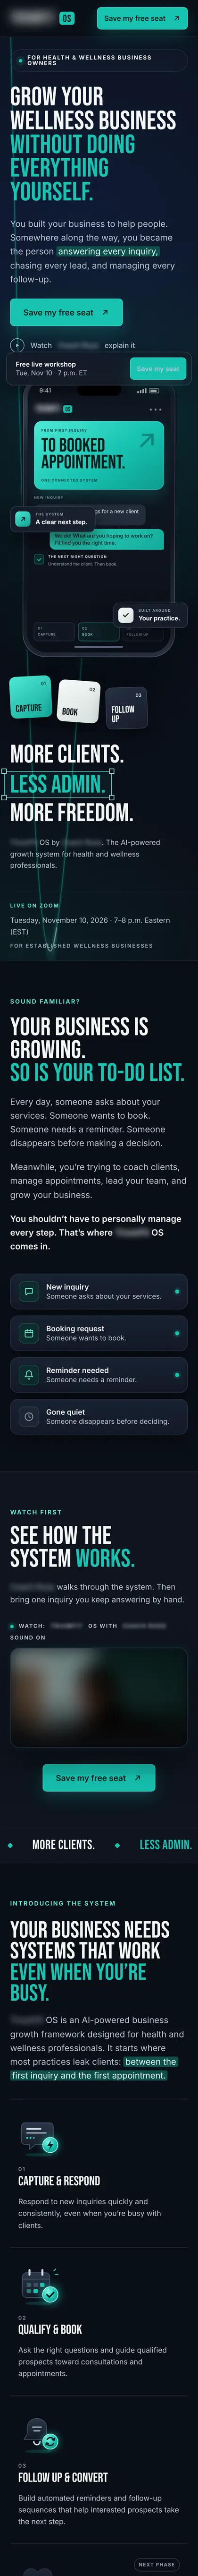 OS
Save my free seat
FOR HEALTH & WELLNESS BUSINESS
OWNERS
GROW YOUR
WELLNESS BUSINESS
WITHOUT DOING
EVERYTHING
YOURSELF.
You built your business to help people.
Somewhere along the way, you became
the person answering every inquiry,
chasing every lead, and managing every
follow-up.
Save my free seat
Watch explain it
Free live workshop
Tue, Nov 10 · 7 p.m. ET
Save my seat
9:41
OS
FROM FIRST INQUIRY
TO BOOKED
APPOINTMENT.
ONE CONNECTED SYSTEM
NEW INQUIRY
gs for a new client
THE SYSTEM
A clear next step.
We do! What are you hoping to work on?
I'll find you the right time.
THE NEXT RIGHT QUESTION
Understand the client. Then book.
BUILT AROUND
Your practice.
01
CAPTURE
02
BOOK
FOLLOW UP
01
CAPTURE
02
BOOK
03
FOLLOW
UP
MORE CLIENTS.
LESS ADMIN.
MORE FREEDOM.
OS by . The AI-powered
growth system for health and wellness
professionals.
LIVE ON ZOOM
Tuesday, November 10, 2026 · 7–8 p.m. Eastern
(EST)
FOR ESTABLISHED WELLNESS BUSINESSES
SOUND FAMILIAR?
YOUR BUSINESS IS
GROWING.
SO IS YOUR TO-DO LIST.
Every day, someone asks about your
services. Someone wants to book.
Someone needs a reminder. Someone
disappears before making a decision.
Meanwhile, you're trying to coach clients,
manage appointments, lead your team, and
grow your business.
You shouldn't have to personally manage
every step. That's where OS
comes in.
New inquiry
Someone asks about your services.
Booking request
Someone wants to book.
Reminder needed
Someone needs a reminder.
Gone quiet
Someone disappears before deciding.
WATCH FIRST
SEE HOW THE
SYSTEM WORKS.
walks through the system. Then
bring one inquiry you keep answering by hand.
WATCH: OS WITH
SOUND ON
Save my free seat
MORE CLIENTS.
LESS ADMIN.
INTRODUCING THE SYSTEM
YOUR BUSINESS NEEDS
SYSTEMS THAT WORK
EVEN WHEN YOU'RE
BUSY.
OS is an AI-powered business
growth framework designed for health and
wellness professionals. It starts where
most practices leak clients: between the
first inquiry and the first appointment.
01
CAPTURE & RESPOND
Respond to new inquiries quickly and
consistently, even when you're busy with
clients.
02
QUALIFY & BOOK
Ask the right questions and guide qualified
prospects toward consultations and
appointments.
03
FOLLOW UP & CONVERT
Build automated reminders and follow-up
sequences that help interested prospects take
the next step.
NEXT PHASE